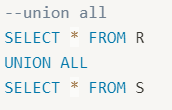 --union all
SELECT * FROM R
UNION ALL
SELECT * FROM S